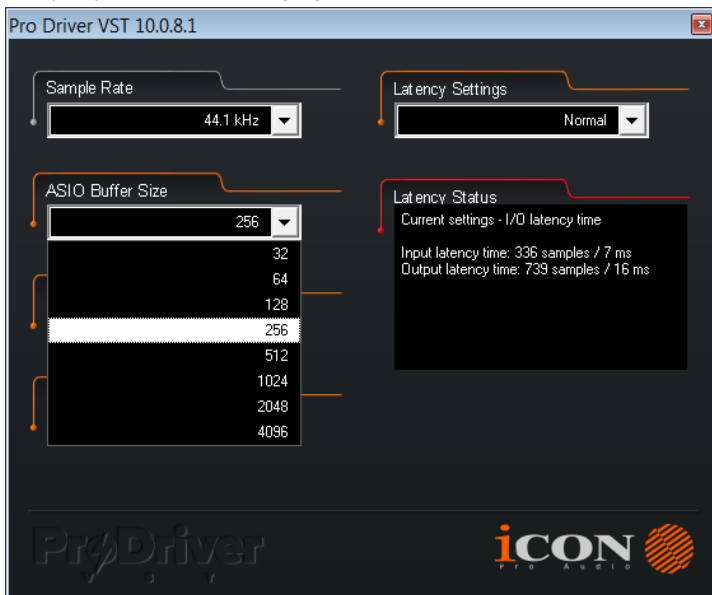 Pro Driver VST 10.0.8.1
Sample Rate
44.1 kHz
Latency Settings
Normal
ASIO Buffer Size
256
32
64
128
256
512
1024
2048
4096
Latency Status
Current settings - I/O latency time
Input latency time: 336 samples / 7 ms
Output latency time: 739 samples / 16 ms
ProDriver
VST
iCON
Pro Audio